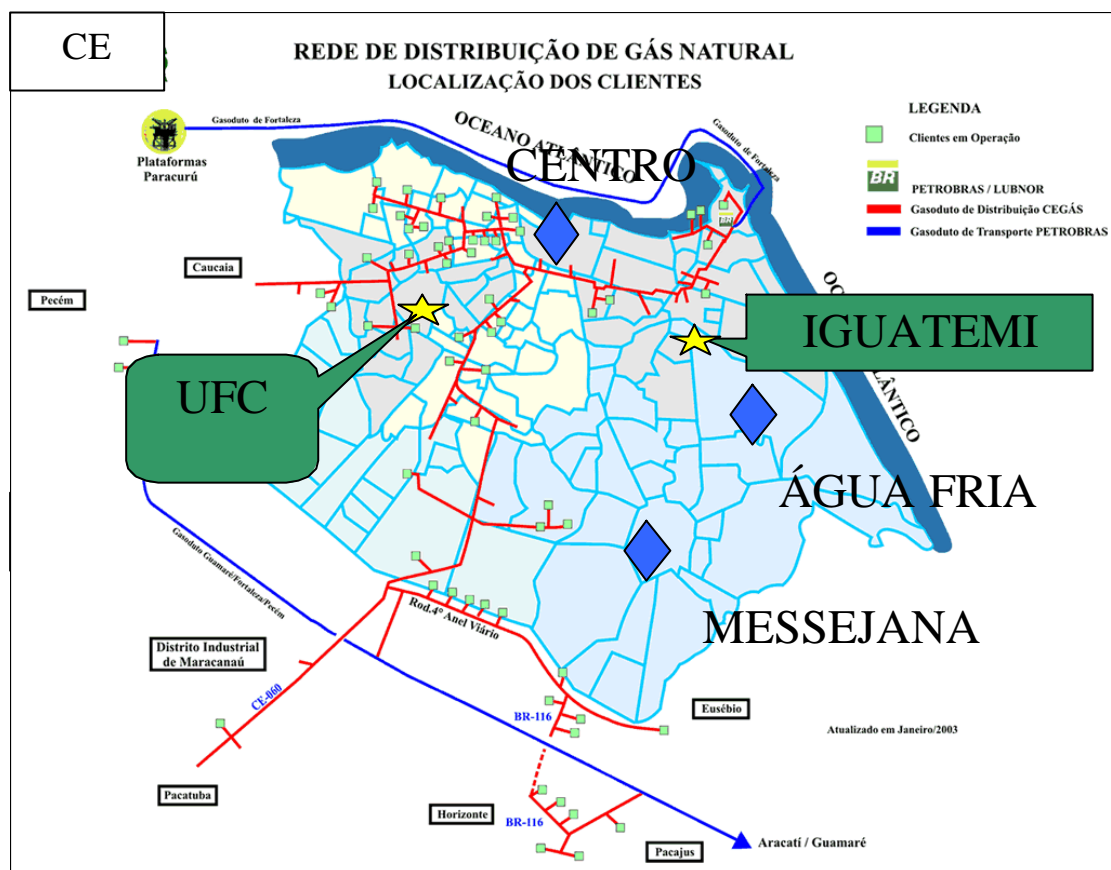 CE
REDE DE DISTRIBUIÇÃO DE GÁS NATURAL
LOCALIZAÇÃO DOS CLIENTES
LEGENDA
Clientes em Operação
BR
PETROBRAS / LUBNOR
Gasoduto de Distribuição CEGÁS
Gasoduto de Transporte PETROBRAS
Gasoduto de Fortaleza
OCEANO ATLÂNTICO
Gasoduto de Fortaleza
Plataformas
Paracurú
CENTRO
BR
Caucaia
Pecém
IGUATEMI
UFC
ÁGUA FRIA
Gasoduto Guamaré/Fortaleza/Pecém
Rod.4º Anel Viário
MESSEJANA
Distrito Industrial
de Maracanaú
CE-060
BR-116
Eusébio
Atualizado em Janeiro/2003
Pacatuba
Horizonte
BR-116
Pacajus
Aracatí / Guamaré